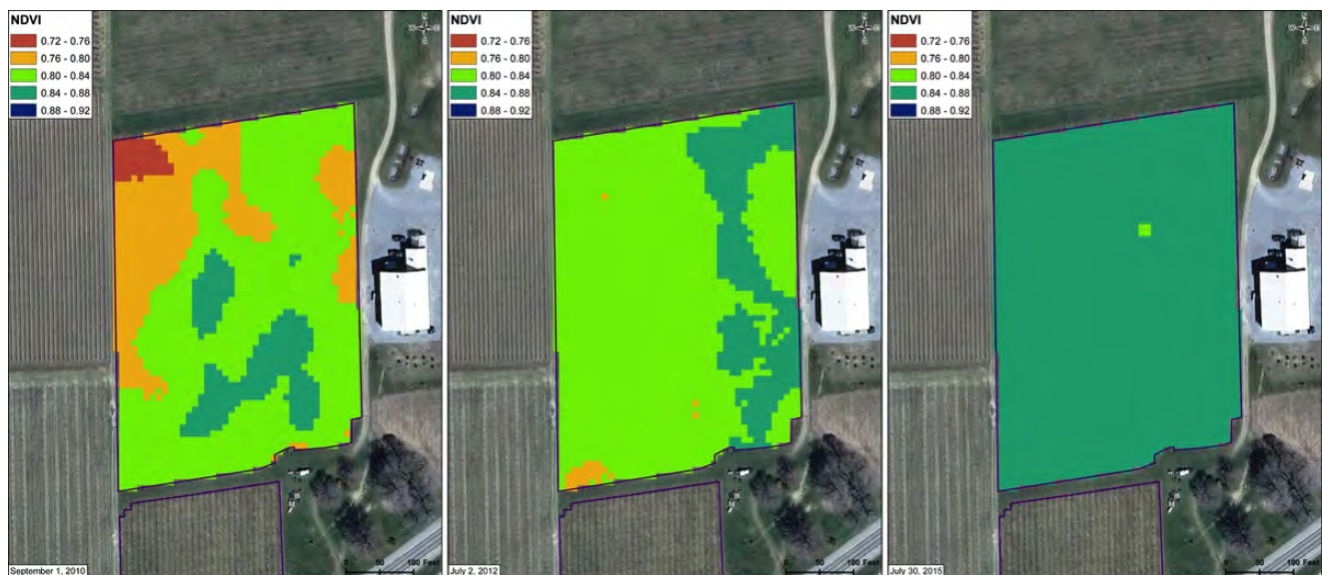 NDVI
0.72 - 0.76
0.76 - 0.80
0.80 - 0.84
0.84 - 0.88
0.88 - 0.92
N
W E
S
0 50 100 Feet
September 1, 2010
NDVI
0.72 - 0.76
0.76 - 0.80
0.80 - 0.84
0.84 - 0.88
0.88 - 0.92
N
W E
S
0 50 100 Feet
July 2, 2012
NDVI
0.72 - 0.76
0.76 - 0.80
0.80 - 0.84
0.84 - 0.88
0.88 - 0.92
N
W E
S
0 50 100 Feet
July 30, 2015